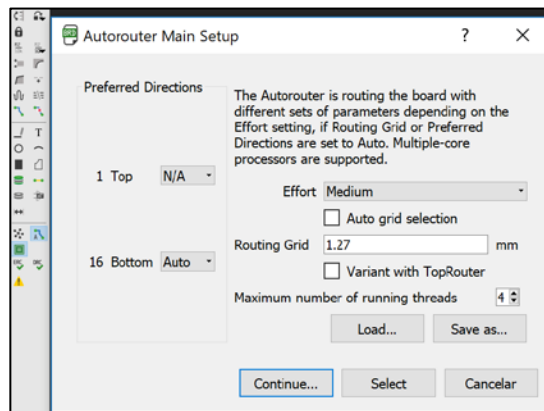 Autorouter Main Setup
?
Preferred Directions
1 Top N/A
16 Bottom Auto
The Autorouter is routing the board with
different sets of parameters depending on the
Effort setting, if Routing Grid or Preferred
Directions are set to Auto. Multiple-core
processors are supported.
Effort Medium
Auto grid selection
Routing Grid 1.27 mm
Variant with TopRouter
Maximum number of running threads 4
Load... Save as...
Continue... Select Cancelar